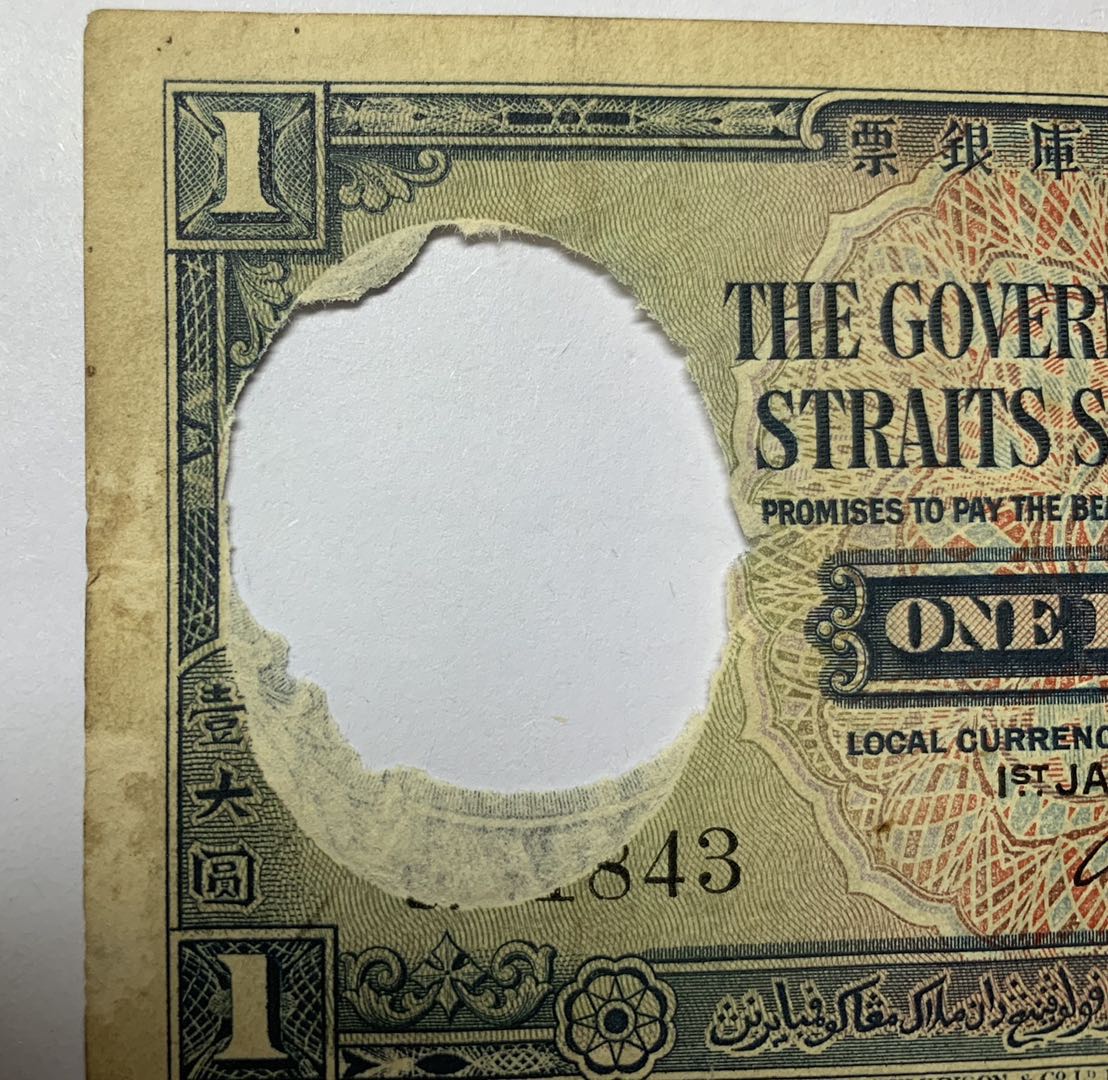 1
票銀庫
THE GOVER
STRAITS S
PROMISES TO PAY THE BE
ONE
LOCAL CURRENC
1ST JA
壹大圓
1843
1